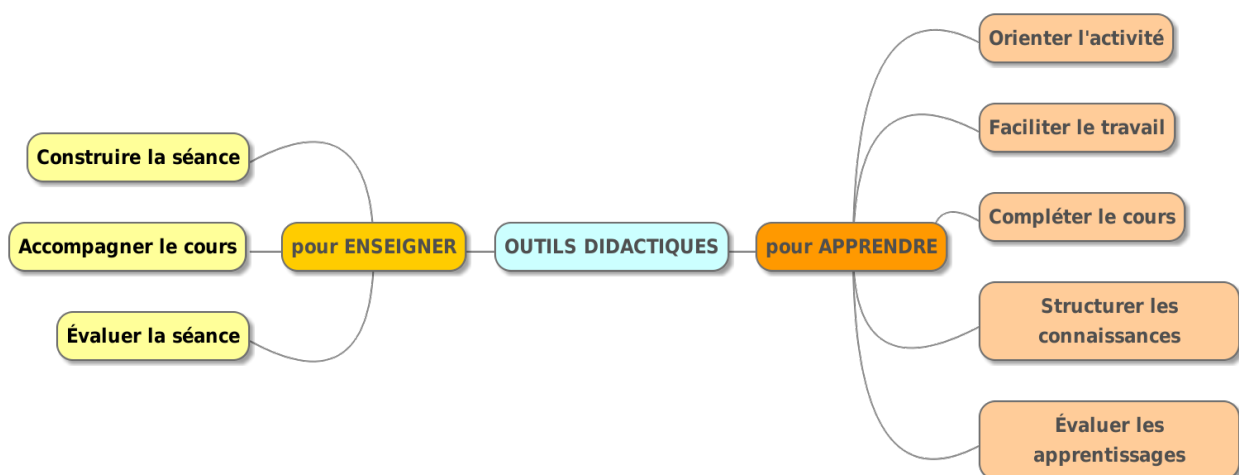 OUTILS DIDACTIQUES
pour ENSEIGNER
Construire la séance
Accompagner le cours
Évaluer la séance
pour APPRENDRE
Orienter l'activité
Faciliter le travail
Compléter le cours
Structurer les
connaissances
Évaluer les
apprentissages